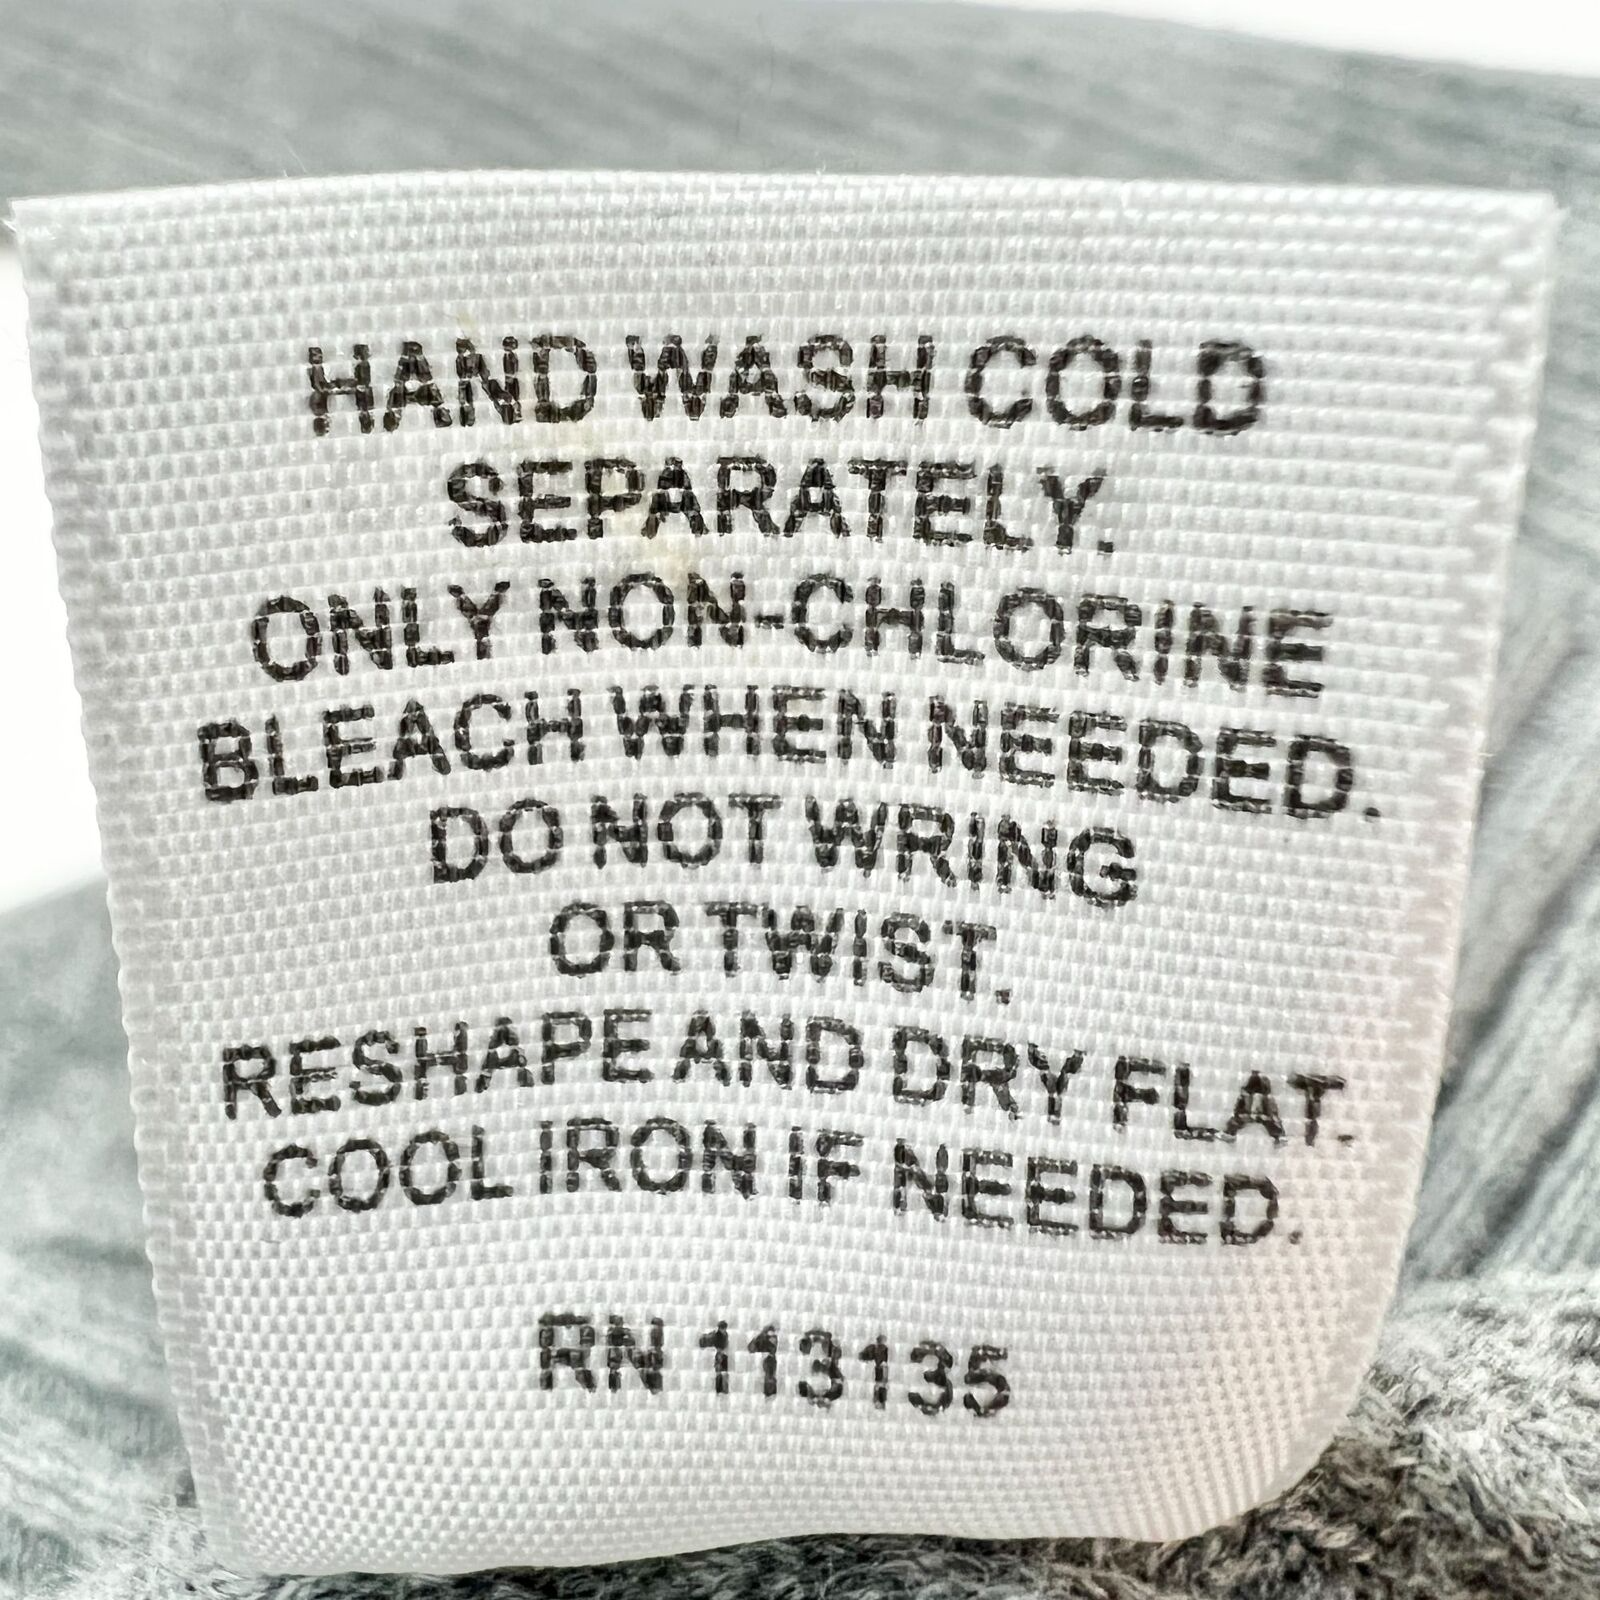 HAND WASH COLD
SEPARATELY.
ONLY NON-CHLORINE
BLEACH WHEN NEEDED.
DO NOT WRING
OR TWIST.
RESHAPE AND DRY FLAT.
COOL IRON IF NEEDED.
RN 113135